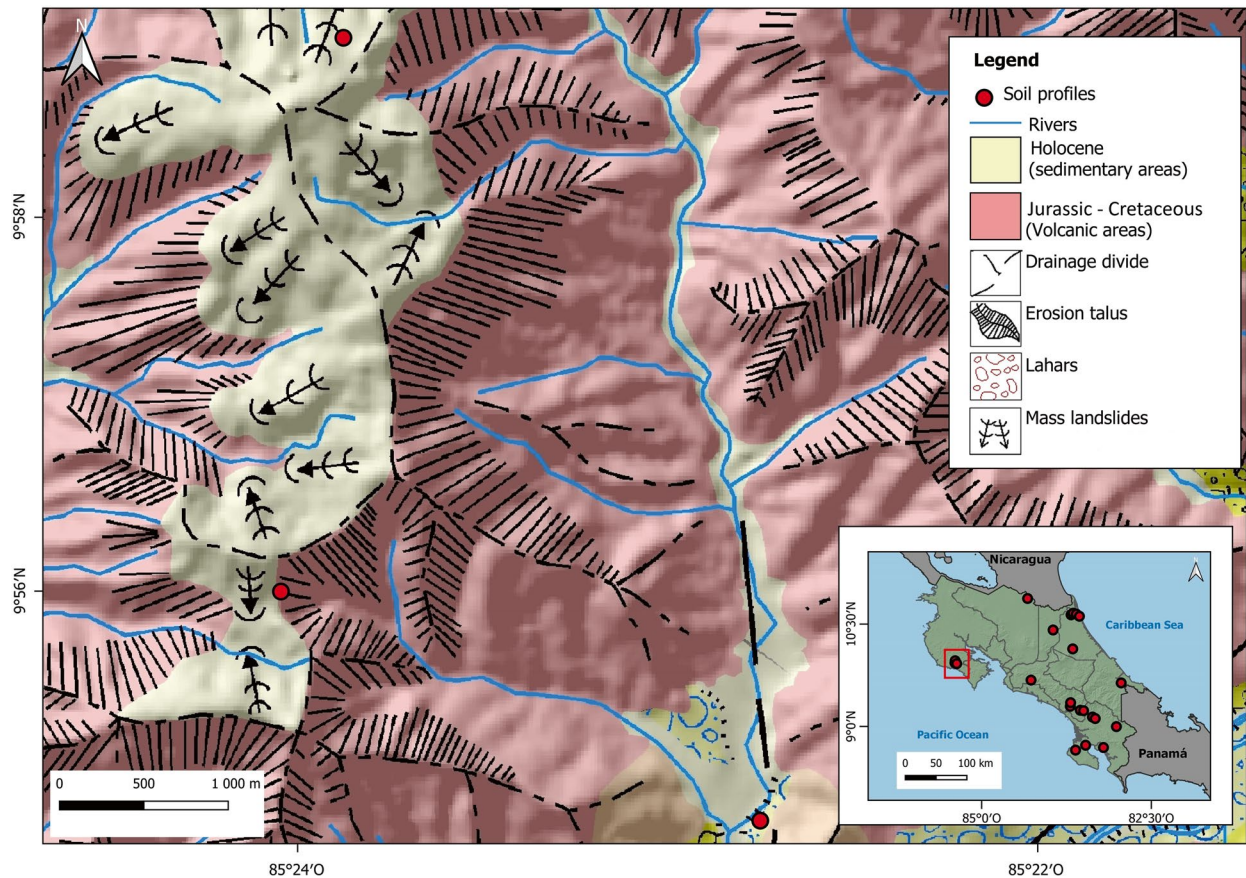 N
Legend
Soil profiles
Rivers
Holocene
(sedimentary areas)
Jurassic - Cretaceous
(Volcanic areas)
Drainage divide
Erosion talus
Lahars
Mass landslides
9°58'N
9°56'N
0 500 1 000 m
85°24'O
85°22'O
Nicaragua
N
10°30'N
Caribbean Sea
9°0'N
Pacific Ocean
Panamá
0 50 100 km
85°0'O
82°30'O